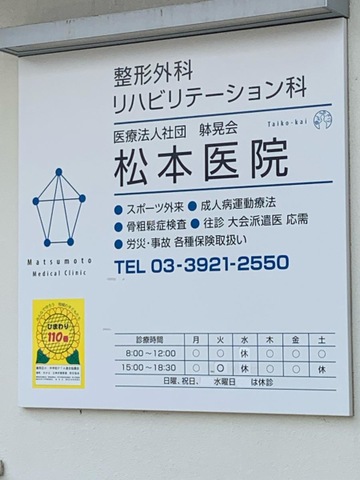 整形外科
リハビリテーション科
医療法人社団 躰晃会
Taiko-kai
松本医院
Matsumoto
Medical Clinic
● スポーツ外来 ● 成人病運動療法
● 骨粗鬆症検査 ● 往診 大会派遣医 応需
● 労災・事故 各種保険取扱い
TEL 03-3921-2550
ひまわり
110番
診療時間 月 火 水 木 金 土
8:00～12:00 ○ ○ 休 ○ ○ ○
15:00～18:30 ○ ○ 休 ○ ○ 休
日曜、祝日、 水曜日 は休診